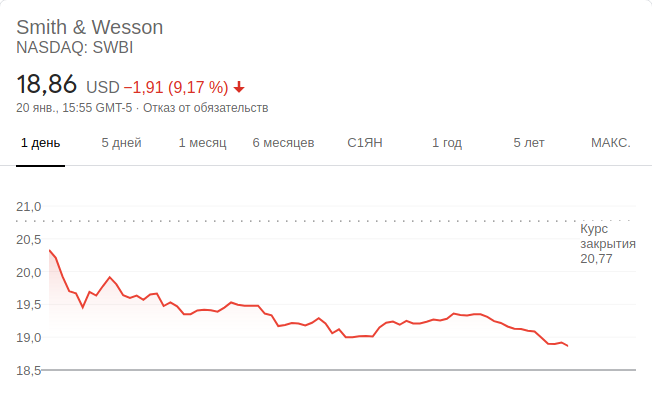 Smith & Wesson
NASDAQ: SWBI
18,86 USD −1,91 (9,17 %)
20 янв., 15:55 GMT-5 · Отказ от обязательств
1 день 5 дней 1 месяц 6 месяцев С1ЯН 1 год 5 лет МАКС.
21,0
Курс
закрытия
20,77
20,5
20,0
19,5
19,0
18,5